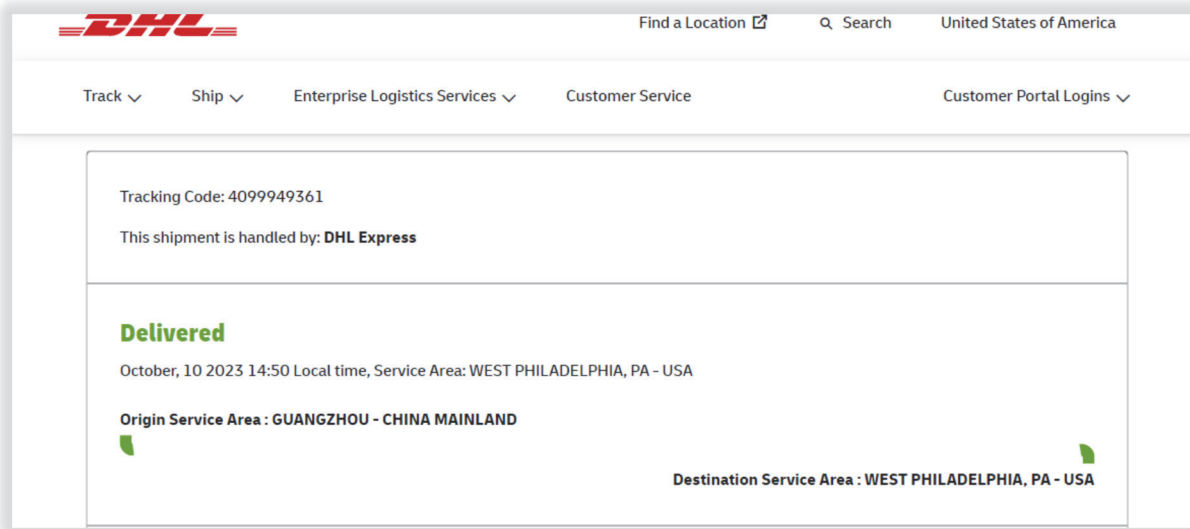 DHL
Find a Location Search United States of America
Track Ship Enterprise Logistics Services Customer Service Customer Portal Logins
Tracking Code: 4099949361
This shipment is handled by: DHL Express
Delivered
October, 10 2023 14:50 Local time, Service Area: WEST PHILADELPHIA, PA - USA
Origin Service Area : GUANGZHOU - CHINA MAINLAND
Destination Service Area : WEST PHILADELPHIA, PA - USA